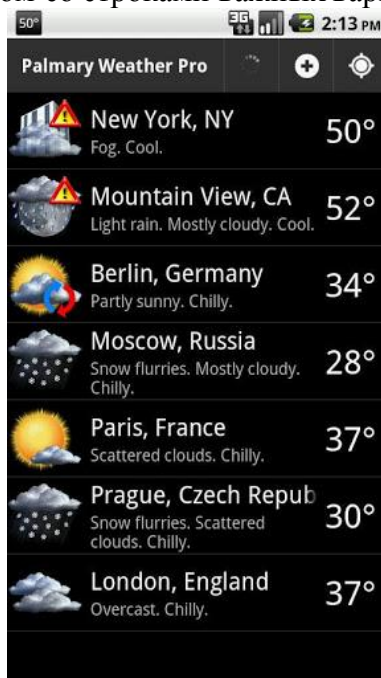 50° 3G 2:13 PM
Palmary Weather Pro
New York, NY 50°
Fog. Cool.
Mountain View, CA 52°
Light rain. Mostly cloudy. Cool.
Berlin, Germany 34°
Partly sunny. Chilly.
Moscow, Russia 28°
Snow flurries. Mostly cloudy.
Chilly.
Paris, France 37°
Scattered clouds. Chilly.
Prague, Czech Repub 30°
Snow flurries. Scattered
clouds. Chilly.
London, England 37°
Overcast. Chilly.